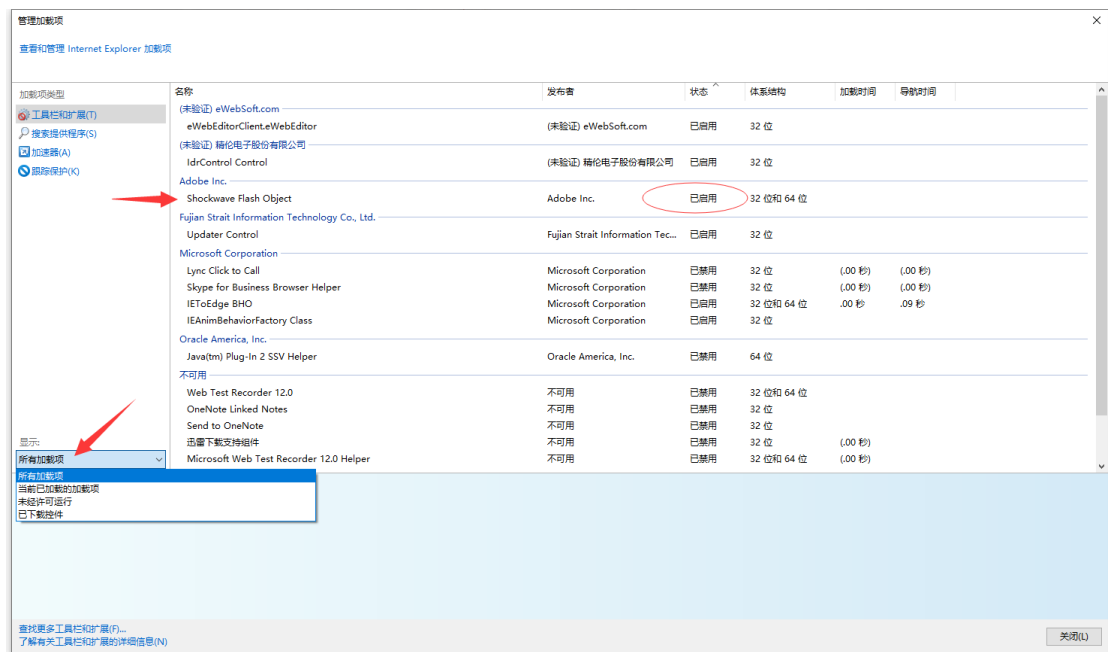 管理加载项
查看和管理 Internet Explorer 加载项
加载项类型
工具栏和扩展(T)
搜索提供程序(S)
加速器(A)
跟踪保护(K)
名称 发布者 状态 体系结构 加载时间 导航时间
(未验证) eWebSoft.com
eWebEditorClient.eWebEditor (未验证) eWebSoft.com 已启用 32 位
(未验证) 精伦电子股份有限公司
IdrControl Control (未验证) 精伦电子股份有限公司 已启用 32 位
Adobe Inc.
Shockwave Flash Object Adobe Inc. 已启用 32 位和 64 位
Fujian Strait Information Technology Co., Ltd.
Updater Control Fujian Strait Information Tec... 已启用 32 位
Microsoft Corporation
Lync Click to Call Microsoft Corporation 已禁用 32 位 (.00 秒) (.00 秒)
Skype for Business Browser Helper Microsoft Corporation 已禁用 32 位 (.00 秒) (.00 秒)
IEToEdge BHO Microsoft Corporation 已启用 32 位和 64 位 .00 秒 .09 秒
IEAnimBehaviorFactory Class Microsoft Corporation 已启用 32 位
Oracle America, Inc.
Java(tm) Plug-In 2 SSV Helper Oracle America, Inc. 已禁用 64 位
不可用
Web Test Recorder 12.0 不可用 已禁用 32 位和 64 位
OneNote Linked Notes 不可用 已禁用 32 位
Send to OneNote 不可用 已禁用 32 位
迅雷下载支持组件 不可用 已禁用 32 位 (.00 秒)
Microsoft Web Test Recorder 12.0 Helper 不可用 已禁用 32 位和 64 位 (.00 秒)
显示:
所有加载项
所有加载项
当前已加载的加载项
未经许可运行
已下载控件
查找更多工具栏和扩展(F)...
了解有关工具栏和扩展的详细信息(N)
关闭(L)